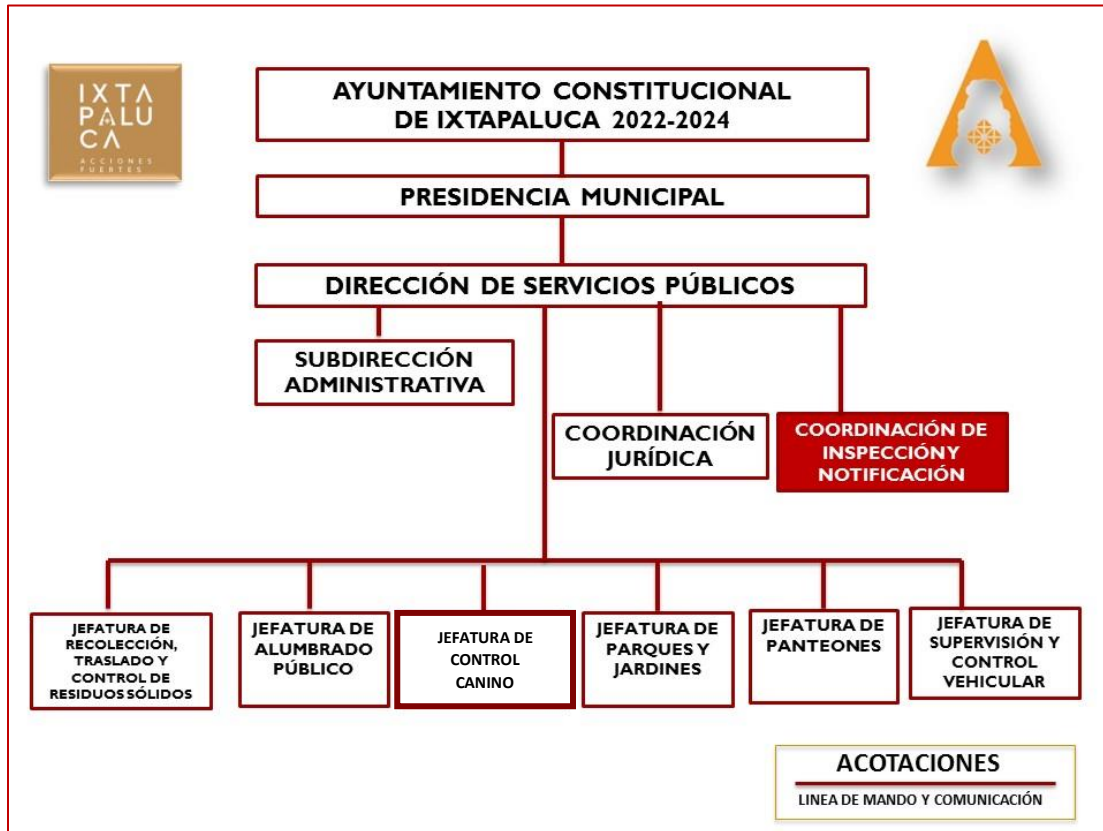 IXTA
PALU
CA
ACCIONES
FUERTES
AYUNTAMIENTO CONSTITUCIONAL
DE IXTAPALUCA 2022-2024
PRESIDENCIA MUNICIPAL
DIRECCIÓN DE SERVICIOS PÚBLICOS
SUBDIRECCIÓN
ADMINISTRATIVA
COORDINACIÓN
JURÍDICA
COORDINACIÓN DE
INSPECCIÓN Y
NOTIFICACIÓN
JEFATURA DE
RECOLECCIÓN,
TRASLADO Y
CONTROL DE
RESIDUOS SÓLIDOS
JEFATURA DE
ALUMBRADO
PÚBLICO
JEFATURA DE
CONTROL
CANINO
JEFATURA DE
PARQUES Y
JARDINES
JEFATURA DE
PANTEONES
JEFATURA DE
SUPERVISIÓN Y
CONTROL
VEHICULAR
ACOTACIONES
LINEA DE MANDO Y COMUNICACIÓN